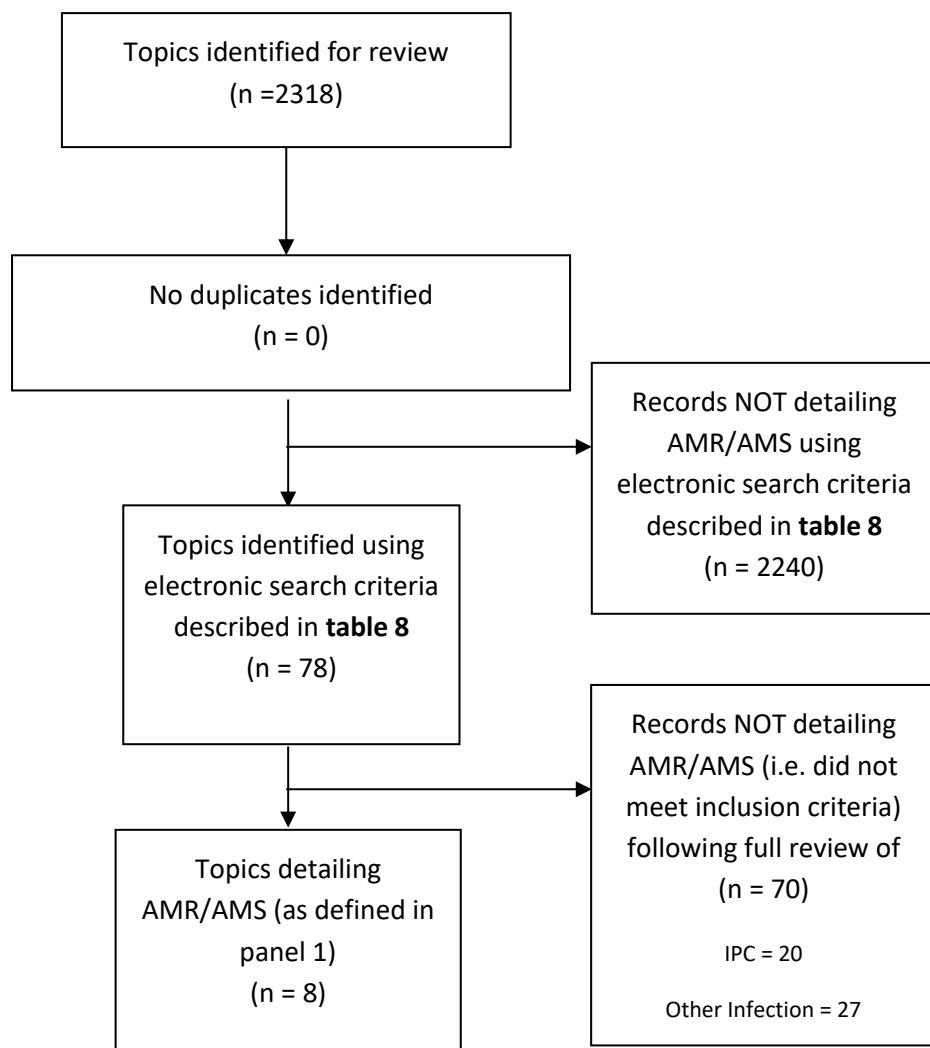 Topics identified for review
(n =2318)
No duplicates identified
(n = 0)
Records NOT detailing
AMR/AMS using
electronic search criteria
described in table 8
(n = 2240)
Topics identified using
electronic search criteria
described in table 8
(n = 78)
Records NOT detailing
AMR/AMS (i.e. did not
meet inclusion criteria)
following full review of
(n = 70)
IPC = 20
Other Infection = 27
Topics detailing
AMR/AMS (as defined in
panel 1)
(n = 8)